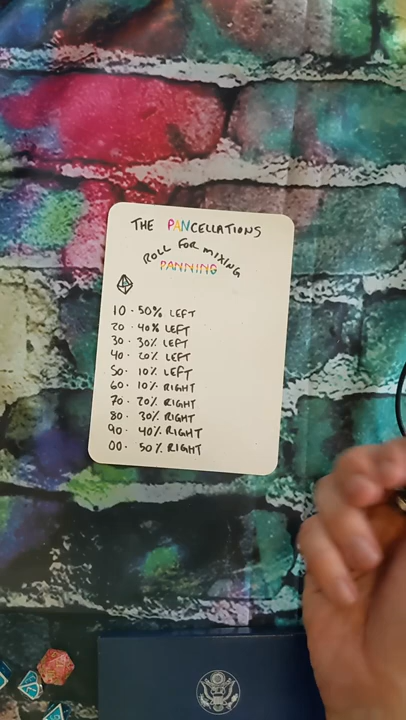 THE PANCELLATIONS
ROLL FOR MIXING
PANNING
10 · 50% LEFT
20 · 40% LEFT
30 · 30% LEFT
40 · 20% LEFT
50 · 10% LEFT
60 · 10% RIGHT
70 · 20% RIGHT
80 · 30% RIGHT
90 · 40% RIGHT
00 · 50% RIGHT